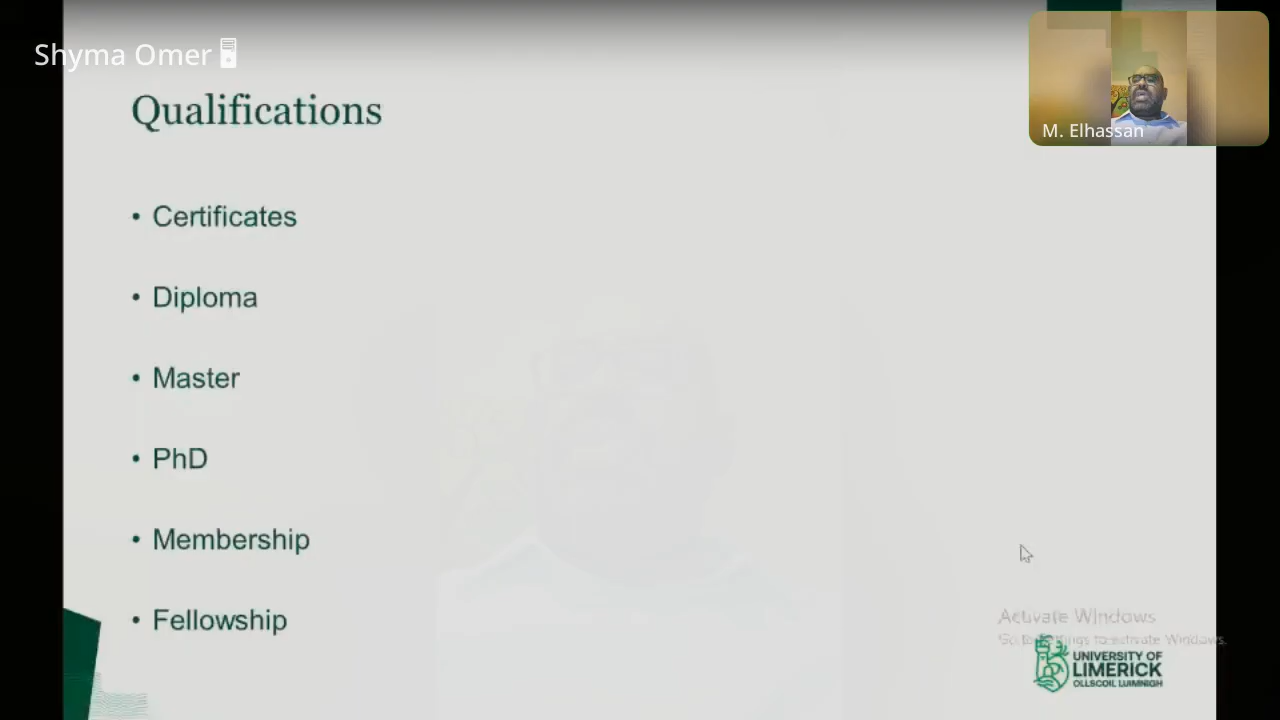 Shyma Omer
M. Elhassan
Qualifications
• Certificates
• Diploma
• Master
• PhD
• Membership
• Fellowship
Activate Windows
Go to Settings to activate Windows.
UNIVERSITY OF
LIMERICK
OLLSCOIL LUIMNIGH